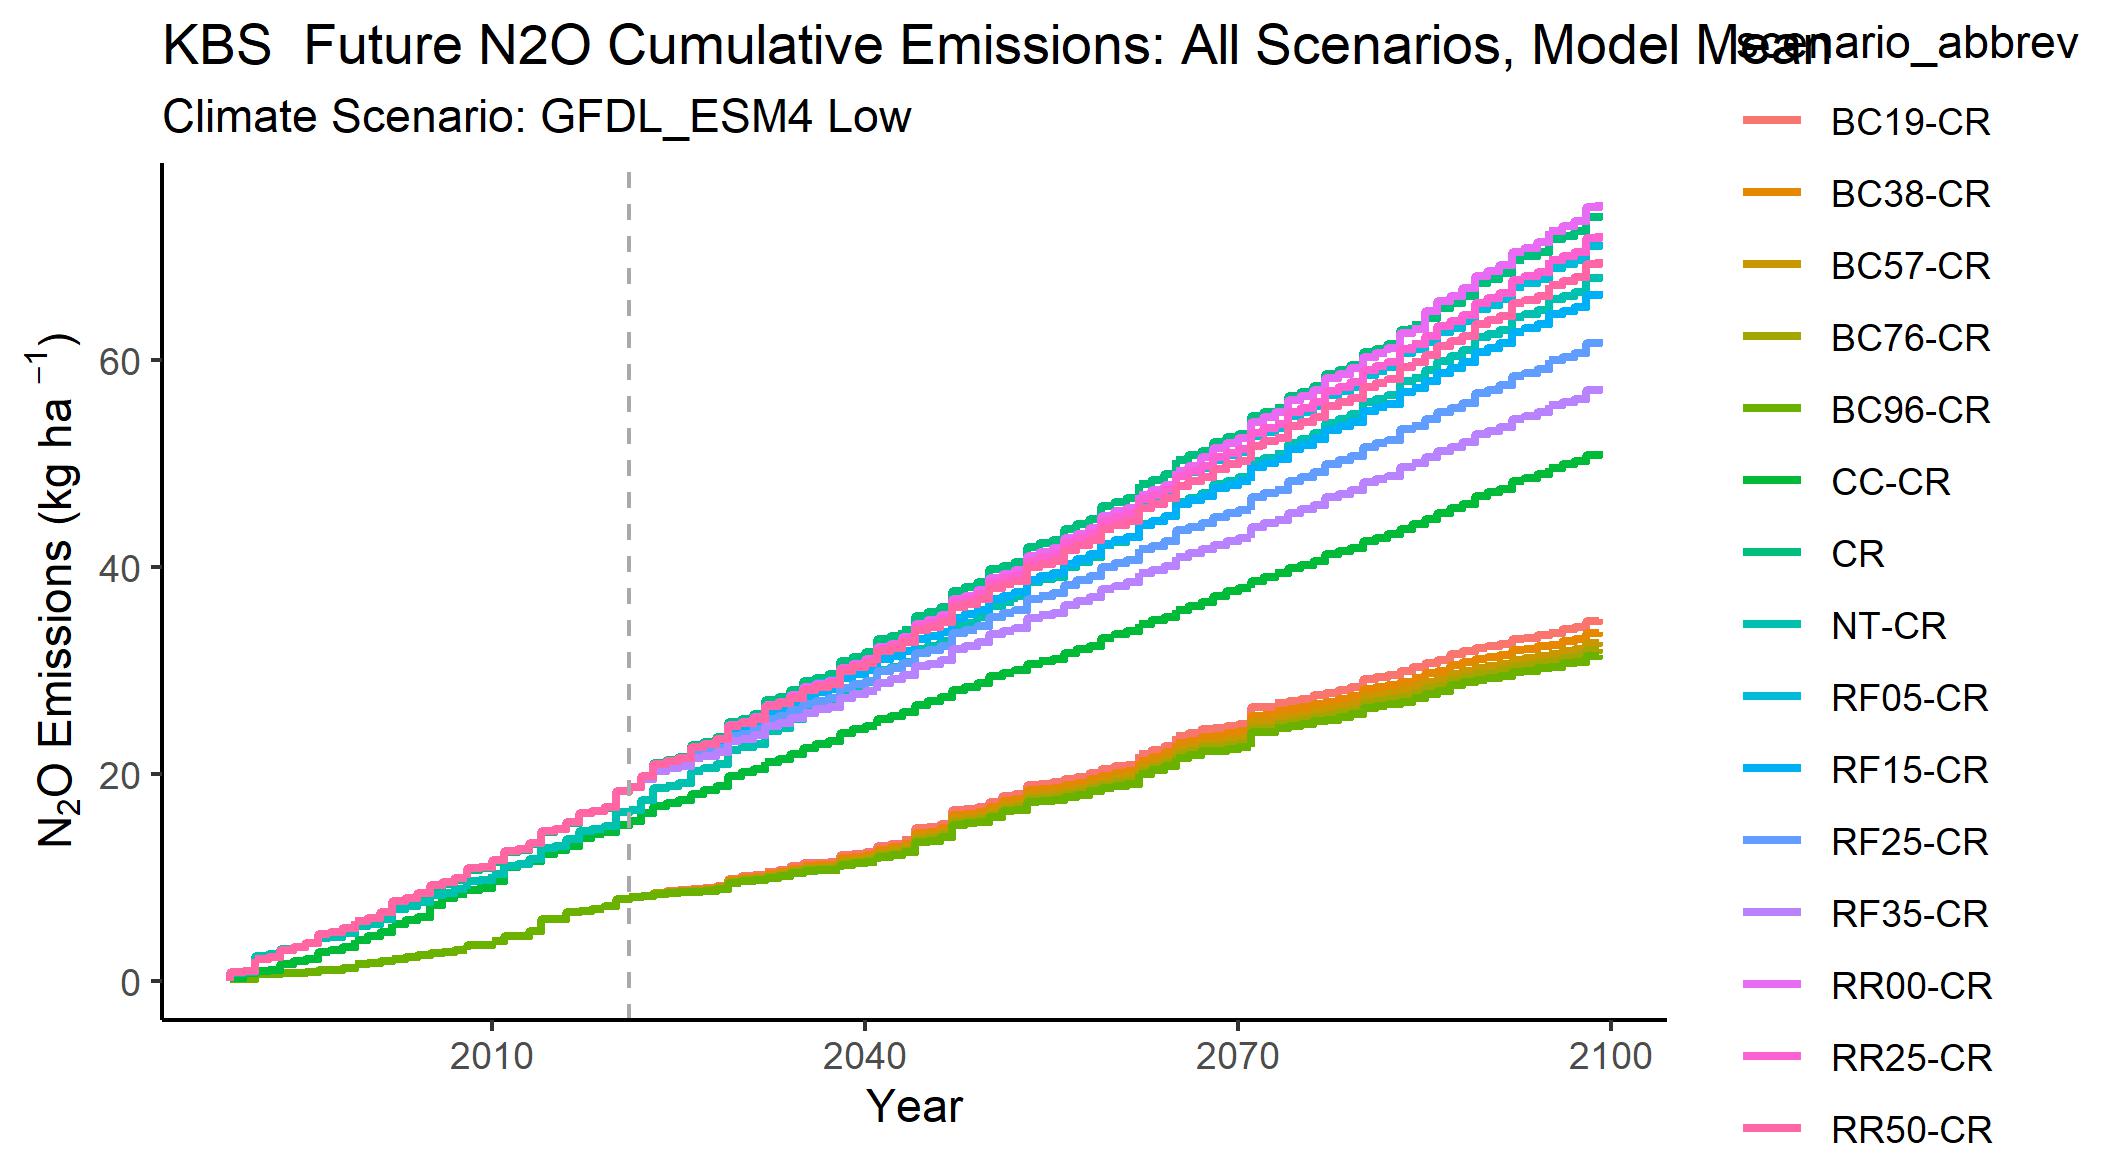 KBS  Future N2O Cumulative Emissions: All Scenarios, Model Mean
scenario_abbrev
Climate Scenario: GFDL_ESM4 Low
BC19-CR
BC38-CR
BC57-CR
BC76-CR
BC96-CR
CC-CR
CR
NT-CR
RF05-CR
RF15-CR
RF25-CR
RF35-CR
RR00-CR
RR25-CR
RR50-CR
N₂O Emissions (kg ha ⁻¹)
60
40
20
0
2010
2040
2070
2100
Year